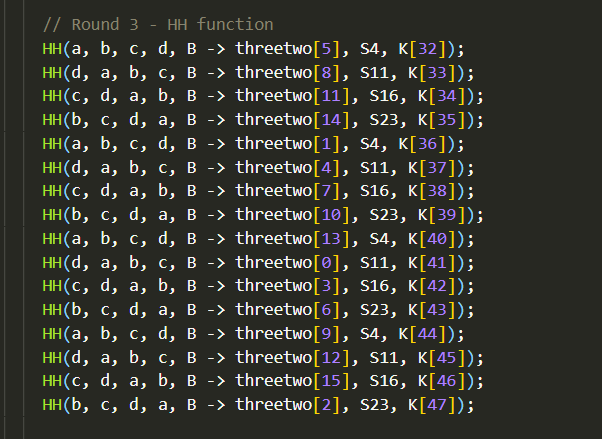 // Round 3 - HH function
HH(a, b, c, d, B -> threetwo[5], S4, K[32]);
HH(d, a, b, c, B -> threetwo[8], S11, K[33]);
HH(c, d, a, b, B -> threetwo[11], S16, K[34]);
HH(b, c, d, a, B -> threetwo[14], S23, K[35]);
HH(a, b, c, d, B -> threetwo[1], S4, K[36]);
HH(d, a, b, c, B -> threetwo[4], S11, K[37]);
HH(c, d, a, b, B -> threetwo[7], S16, K[38]);
HH(b, c, d, a, B -> threetwo[10], S23, K[39]);
HH(a, b, c, d, B -> threetwo[13], S4, K[40]);
HH(d, a, b, c, B -> threetwo[0], S11, K[41]);
HH(c, d, a, b, B -> threetwo[3], S16, K[42]);
HH(b, c, d, a, B -> threetwo[6], S23, K[43]);
HH(a, b, c, d, B -> threetwo[9], S4, K[44]);
HH(d, a, b, c, B -> threetwo[12], S11, K[45]);
HH(c, d, a, b, B -> threetwo[15], S16, K[46]);
HH(b, c, d, a, B -> threetwo[2], S23, K[47]);